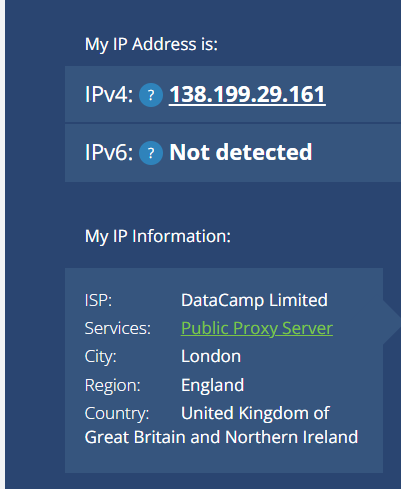 My IP Address is:
IPv4: ? 138.199.29.161
IPv6: ? Not detected
My IP Information:
ISP: DataCamp Limited
Services: Public Proxy Server
City: London
Region: England
Country: United Kingdom of
Great Britain and Northern Ireland